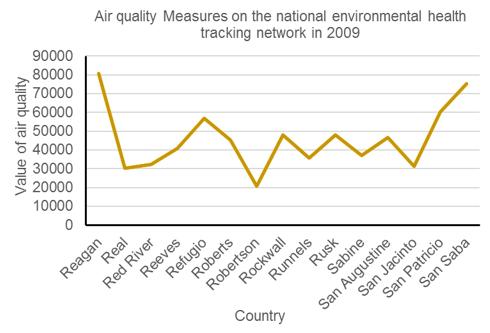 Air quality Measures on the national environmental health
tracking network in 2009
Value of air quality
90000
80000
70000
60000
50000
40000
30000
20000
10000
0
Reagan
Real
Red River
Reeves
Refugio
Roberts
Robertson
Rockwall
Runnels
Rusk
Sabine
San Augustine
San Jacinto
San Patricio
San Saba
Country